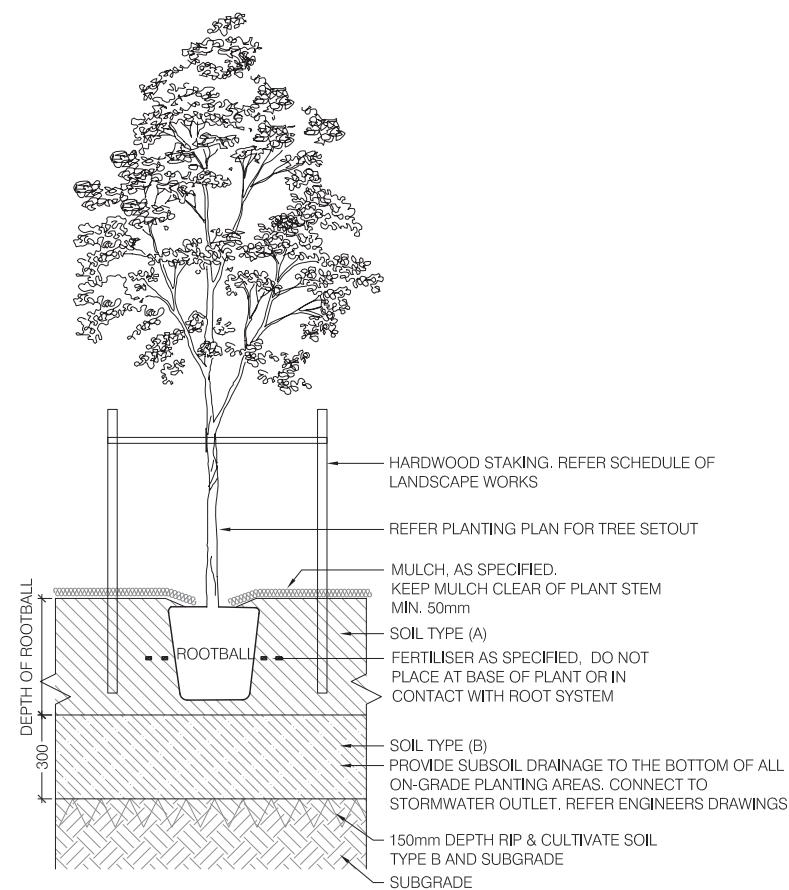 HARDWOOD STAKING. REFER SCHEDULE OF
LANDSCAPE WORKS
REFER PLANTING PLAN FOR TREE SETOUT
MULCH, AS SPECIFIED.
KEEP MULCH CLEAR OF PLANT STEM
MIN. 50mm
SOIL TYPE (A)
ROOTBALL
FERTILISER AS SPECIFIED, DO NOT
PLACE AT BASE OF PLANT OR IN
CONTACT WITH ROOT SYSTEM
DEPTH OF ROOTBALL
300
SOIL TYPE (B)
PROVIDE SUBSOIL DRAINAGE TO THE BOTTOM OF ALL
ON-GRADE PLANTING AREAS. CONNECT TO
STORMWATER OUTLET. REFER ENGINEERS DRAWINGS
150mm DEPTH RIP & CULTIVATE SOIL
TYPE B AND SUBGRADE
SUBGRADE